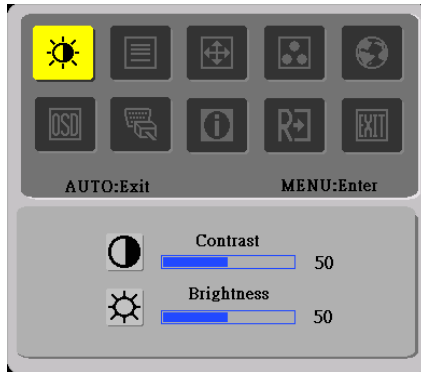 OSD i R EXIT
AUTO:Exit MENU:Enter
Contrast
50
Brightness
50